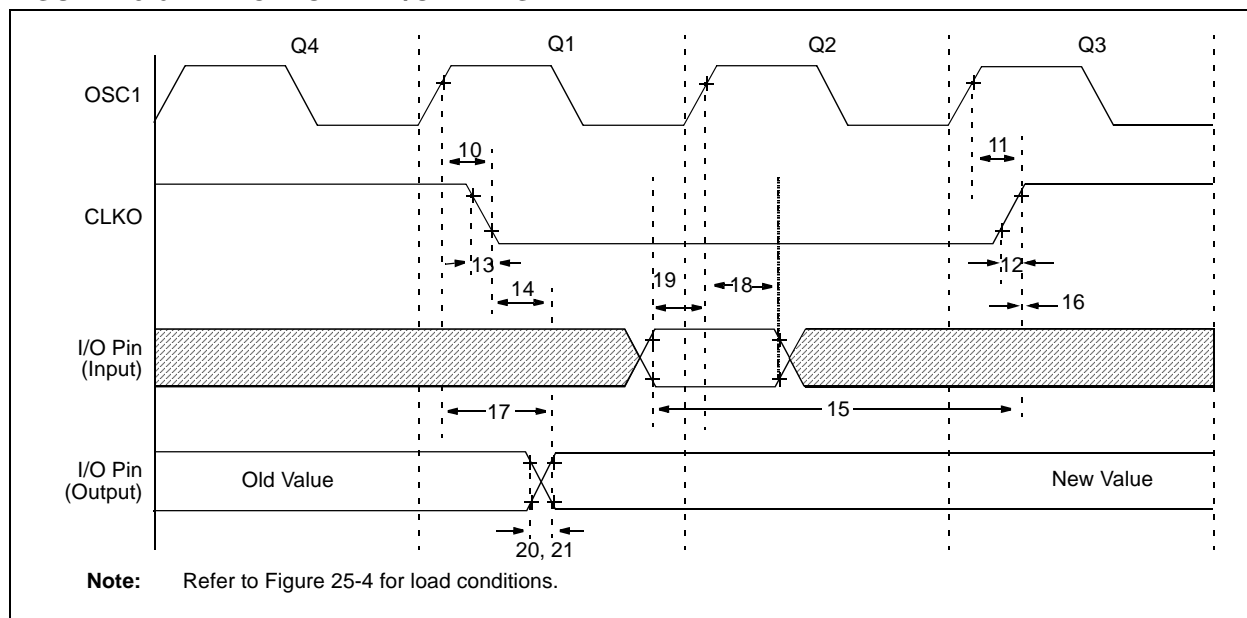 Q4 Q1 Q2 Q3
OSC1
10 11
CLKO
13 12
14 19 18 16
I/O Pin
(Input)
17 15
I/O Pin
(Output)
Old Value New Value
20, 21
Note: Refer to Figure 25-4 for load conditions.